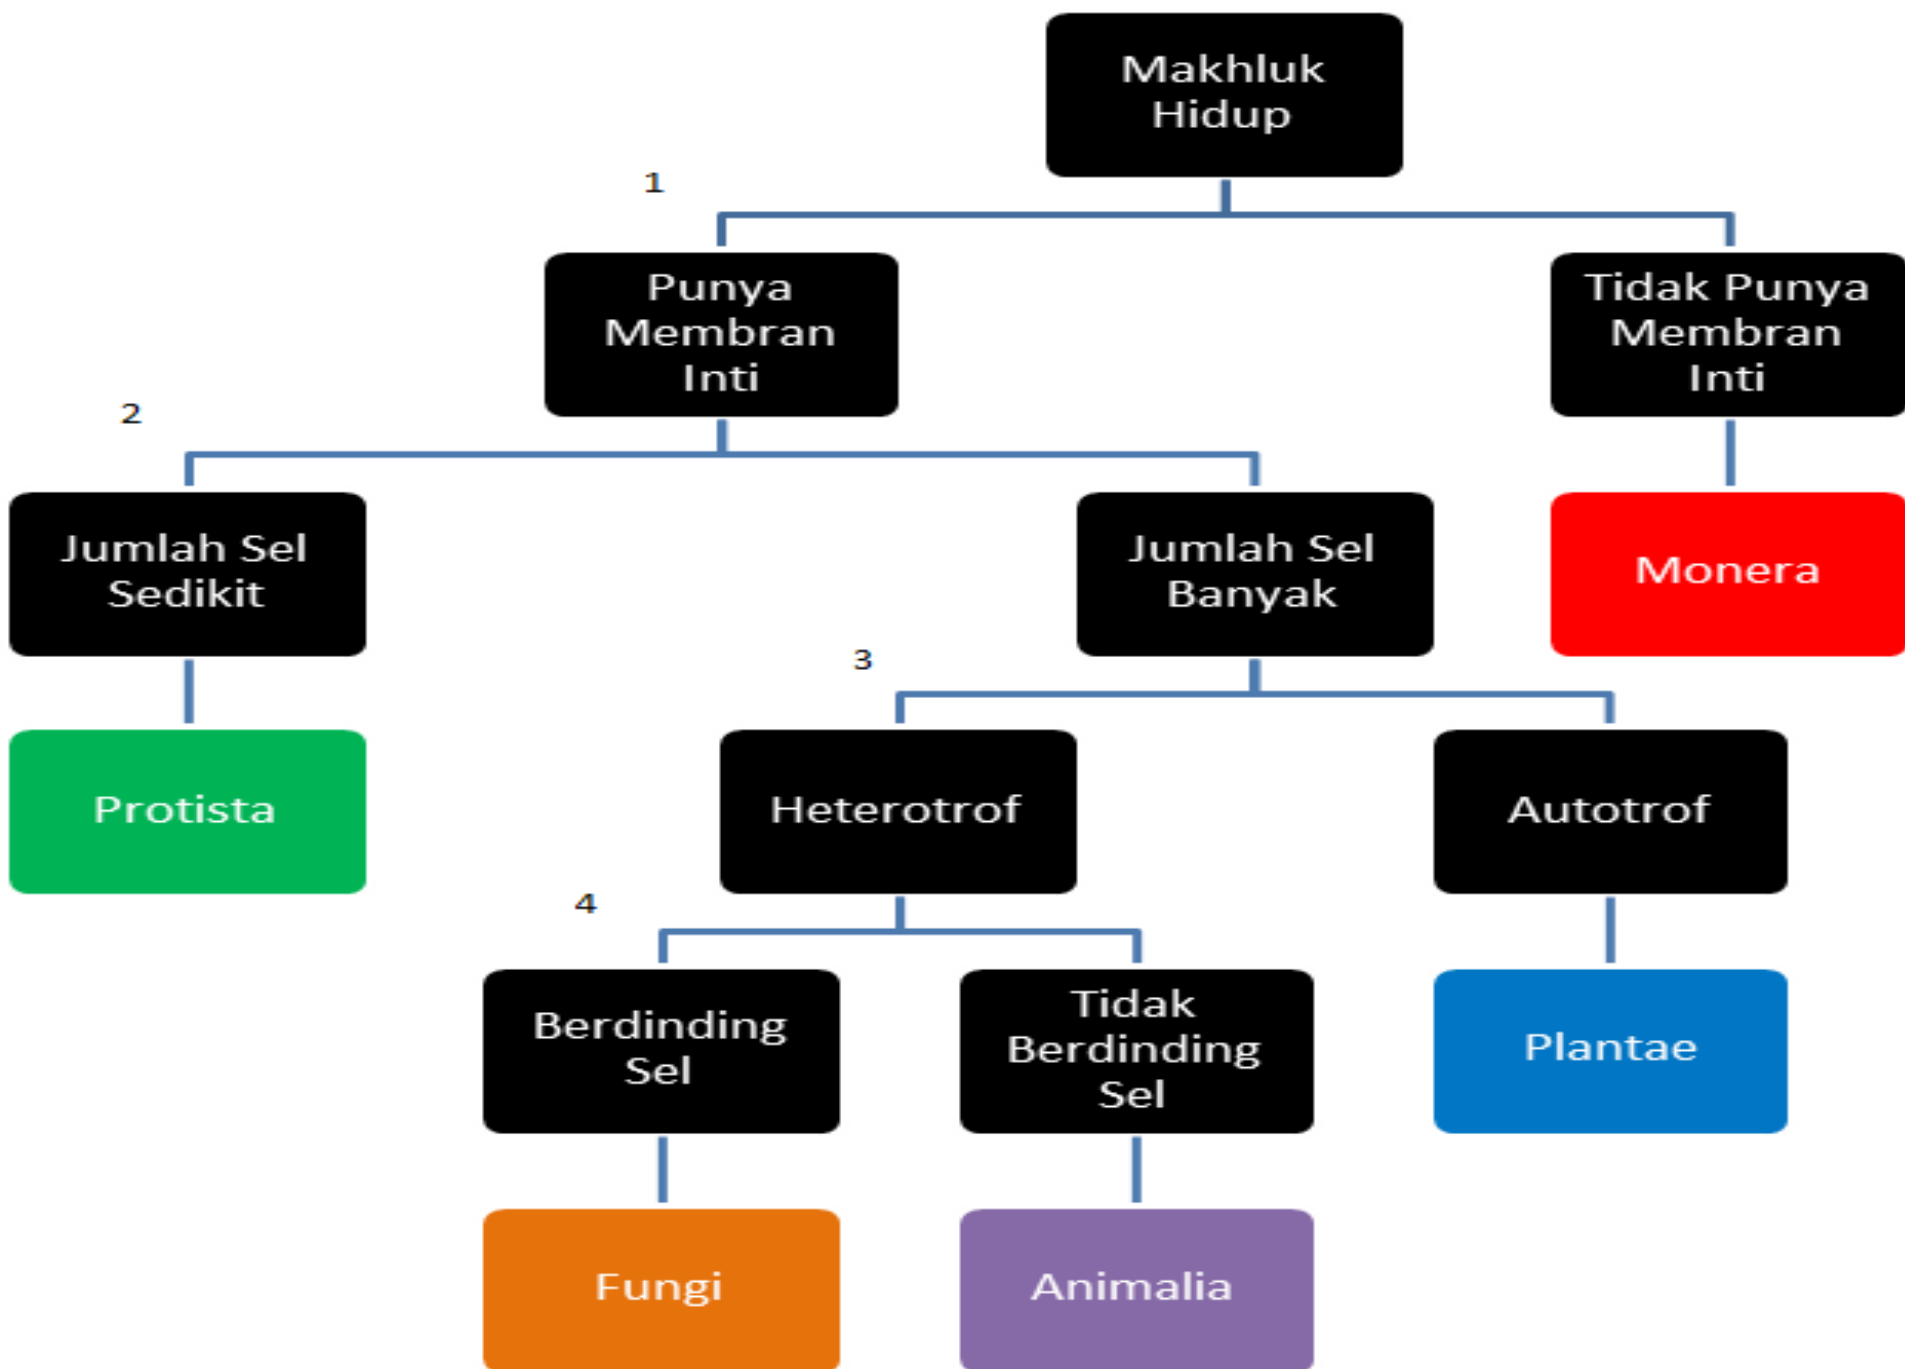 Makhluk
Hidup
1
Punya
Membran
Inti
Tidak Punya
Membran
Inti
2
Jumlah Sel
Sedikit
Jumlah Sel
Banyak
Monera
3
Protista
Heterotrof
Autotrof
4
Berdinding
Sel
Tidak
Berdinding
Sel
Plantae
Fungi
Animalia